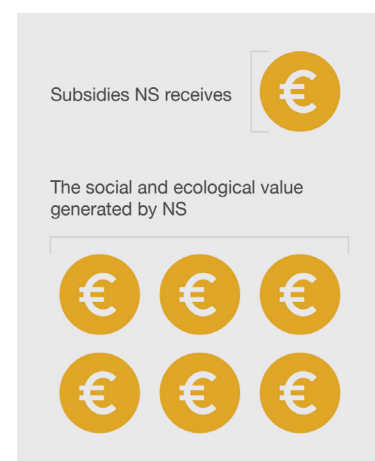 Subsidies NS receives
€
The social and ecological value
generated by NS
€ € €
€ € €